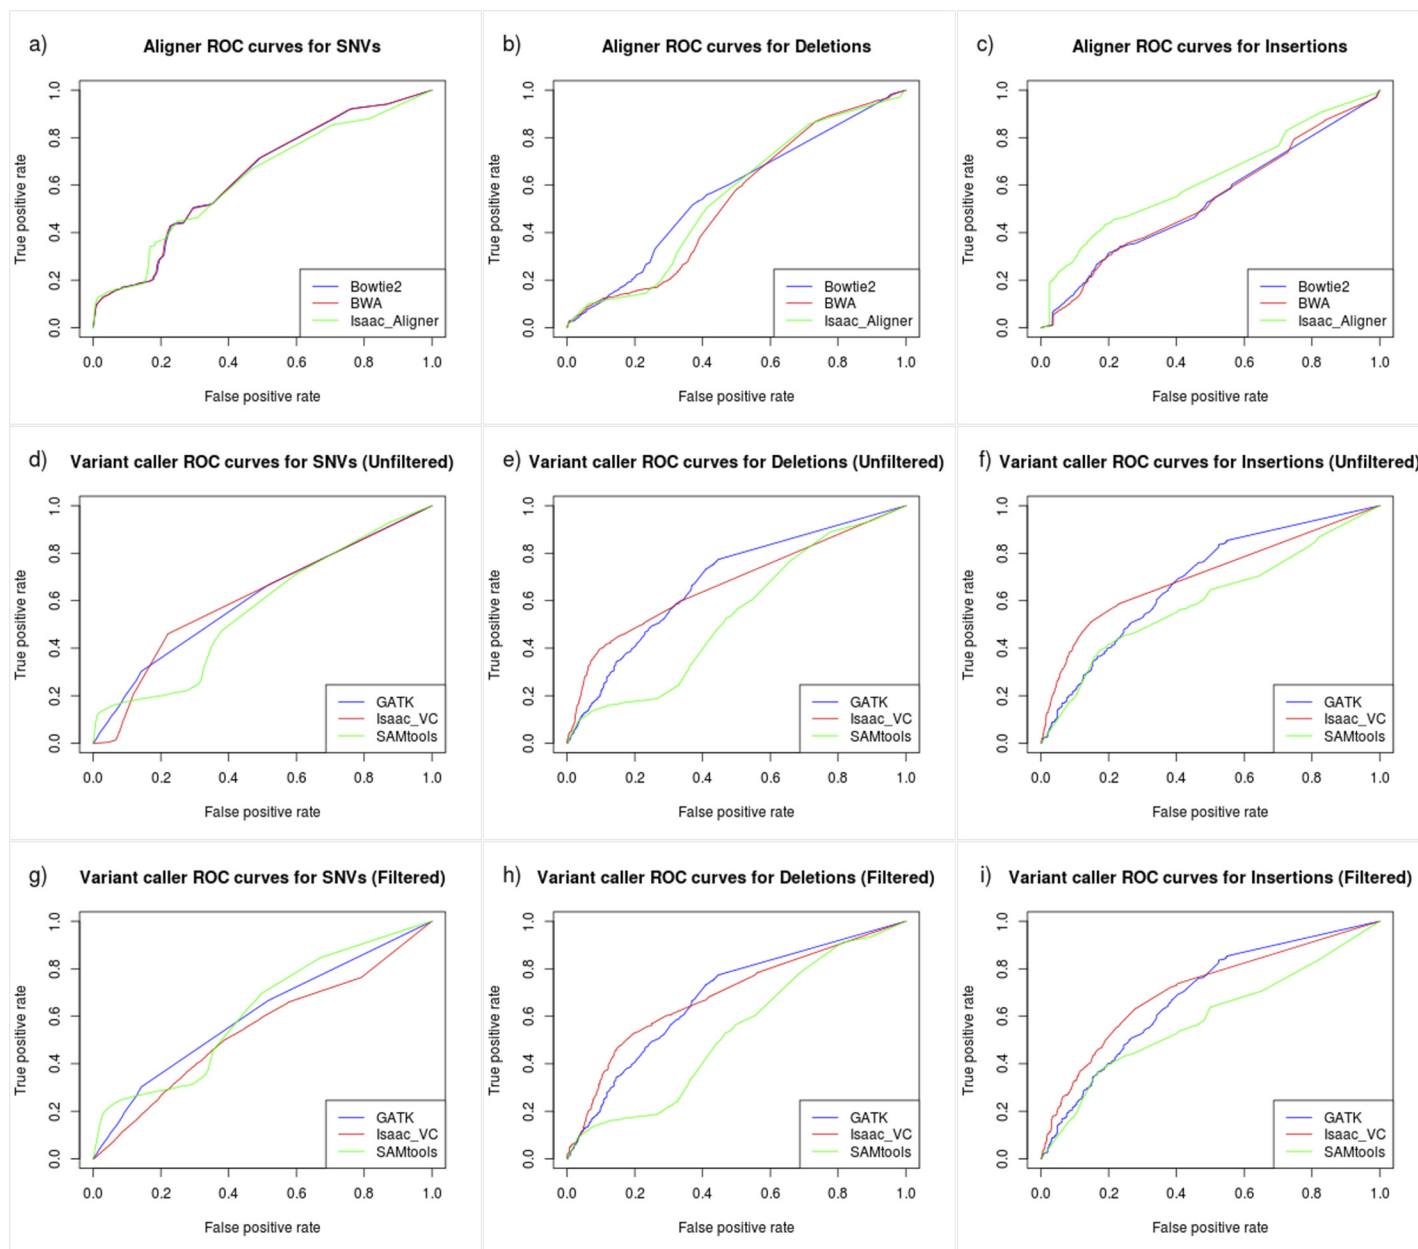 a) Aligner ROC curves for SNVs
True positive rate
1.0
0.8
0.6
0.4
0.2
0.0
Bowtie2
BWA
Isaac_Aligner
0.0 0.2 0.4 0.6 0.8 1.0
False positive rate
b) Aligner ROC curves for Deletions
True positive rate
1.0
0.8
0.6
0.4
0.2
0.0
Bowtie2
BWA
Isaac_Aligner
0.0 0.2 0.4 0.6 0.8 1.0
False positive rate
c) Aligner ROC curves for Insertions
True positive rate
1.0
0.8
0.6
0.4
0.2
0.0
Bowtie2
BWA
Isaac_Aligner
0.0 0.2 0.4 0.6 0.8 1.0
False positive rate
d) Variant caller ROC curves for SNVs (Unfiltered)
True positive rate
1.0
0.8
0.6
0.4
0.2
0.0
GATK
Isaac_VC
SAMtools
0.0 0.2 0.4 0.6 0.8 1.0
False positive rate
e) Variant caller ROC curves for Deletions (Unfiltered)
True positive rate
1.0
0.8
0.6
0.4
0.2
0.0
GATK
Isaac_VC
SAMtools
0.0 0.2 0.4 0.6 0.8 1.0
False positive rate
f) Variant caller ROC curves for Insertions (Unfiltered)
True positive rate
1.0
0.8
0.6
0.4
0.2
0.0
GATK
Isaac_VC
SAMtools
0.0 0.2 0.4 0.6 0.8 1.0
False positive rate
g) Variant caller ROC curves for SNVs (Filtered)
True positive rate
1.0
0.8
0.6
0.4
0.2
0.0
GATK
Isaac_VC
SAMtools
0.0 0.2 0.4 0.6 0.8 1.0
False positive rate
h) Variant caller ROC curves for Deletions (Filtered)
True positive rate
1.0
0.8
0.6
0.4
0.2
0.0
GATK
Isaac_VC
SAMtools
0.0 0.2 0.4 0.6 0.8 1.0
False positive rate
i) Variant caller ROC curves for Insertions (Filtered)
True positive rate
1.0
0.8
0.6
0.4
0.2
0.0
GATK
Isaac_VC
SAMtools
0.0 0.2 0.4 0.6 0.8 1.0
False positive rate